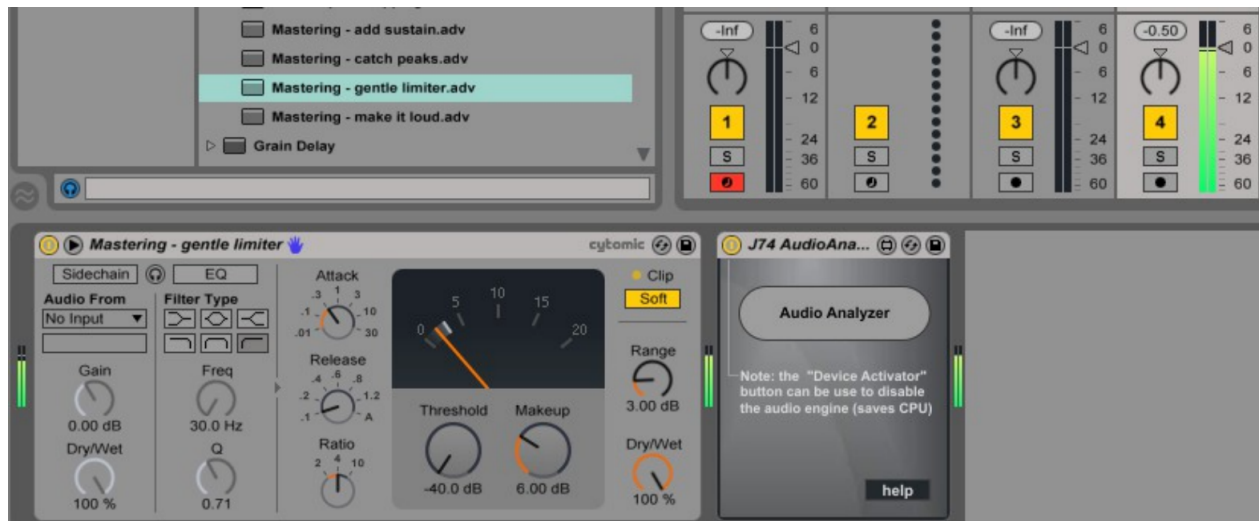 Mastering - add sustain.adv
Mastering - catch peaks.adv
Mastering - gentle limiter.adv
Mastering - make it loud.adv
Grain Delay
-Inf
6
0
6
12
24
36
60
1
S
2
S
-Inf
6
0
6
12
24
36
60
3
S
-0.50
6
0
6
12
24
36
60
4
S
Mastering - gentle limiter
cytomic
Sidechain
EQ
Audio From
No Input
Filter Type
Gain
0.00 dB
Dry/Wet
100 %
Freq
30.0 Hz
Q
0.71
Attack
.01 .1 .3 1 3 10 30
Release
.1 .2 .4 .6 .8 1.2 A
Ratio
2 4 10
0 5 10 15 20
Threshold
-40.0 dB
Makeup
6.00 dB
Clip
Soft
Range
3.00 dB
Dry/Wet
100 %
J74 AudioAna...
Audio Analyzer
Note: the "Device Activator"
button can be use to disable
the audio engine (saves CPU)
help